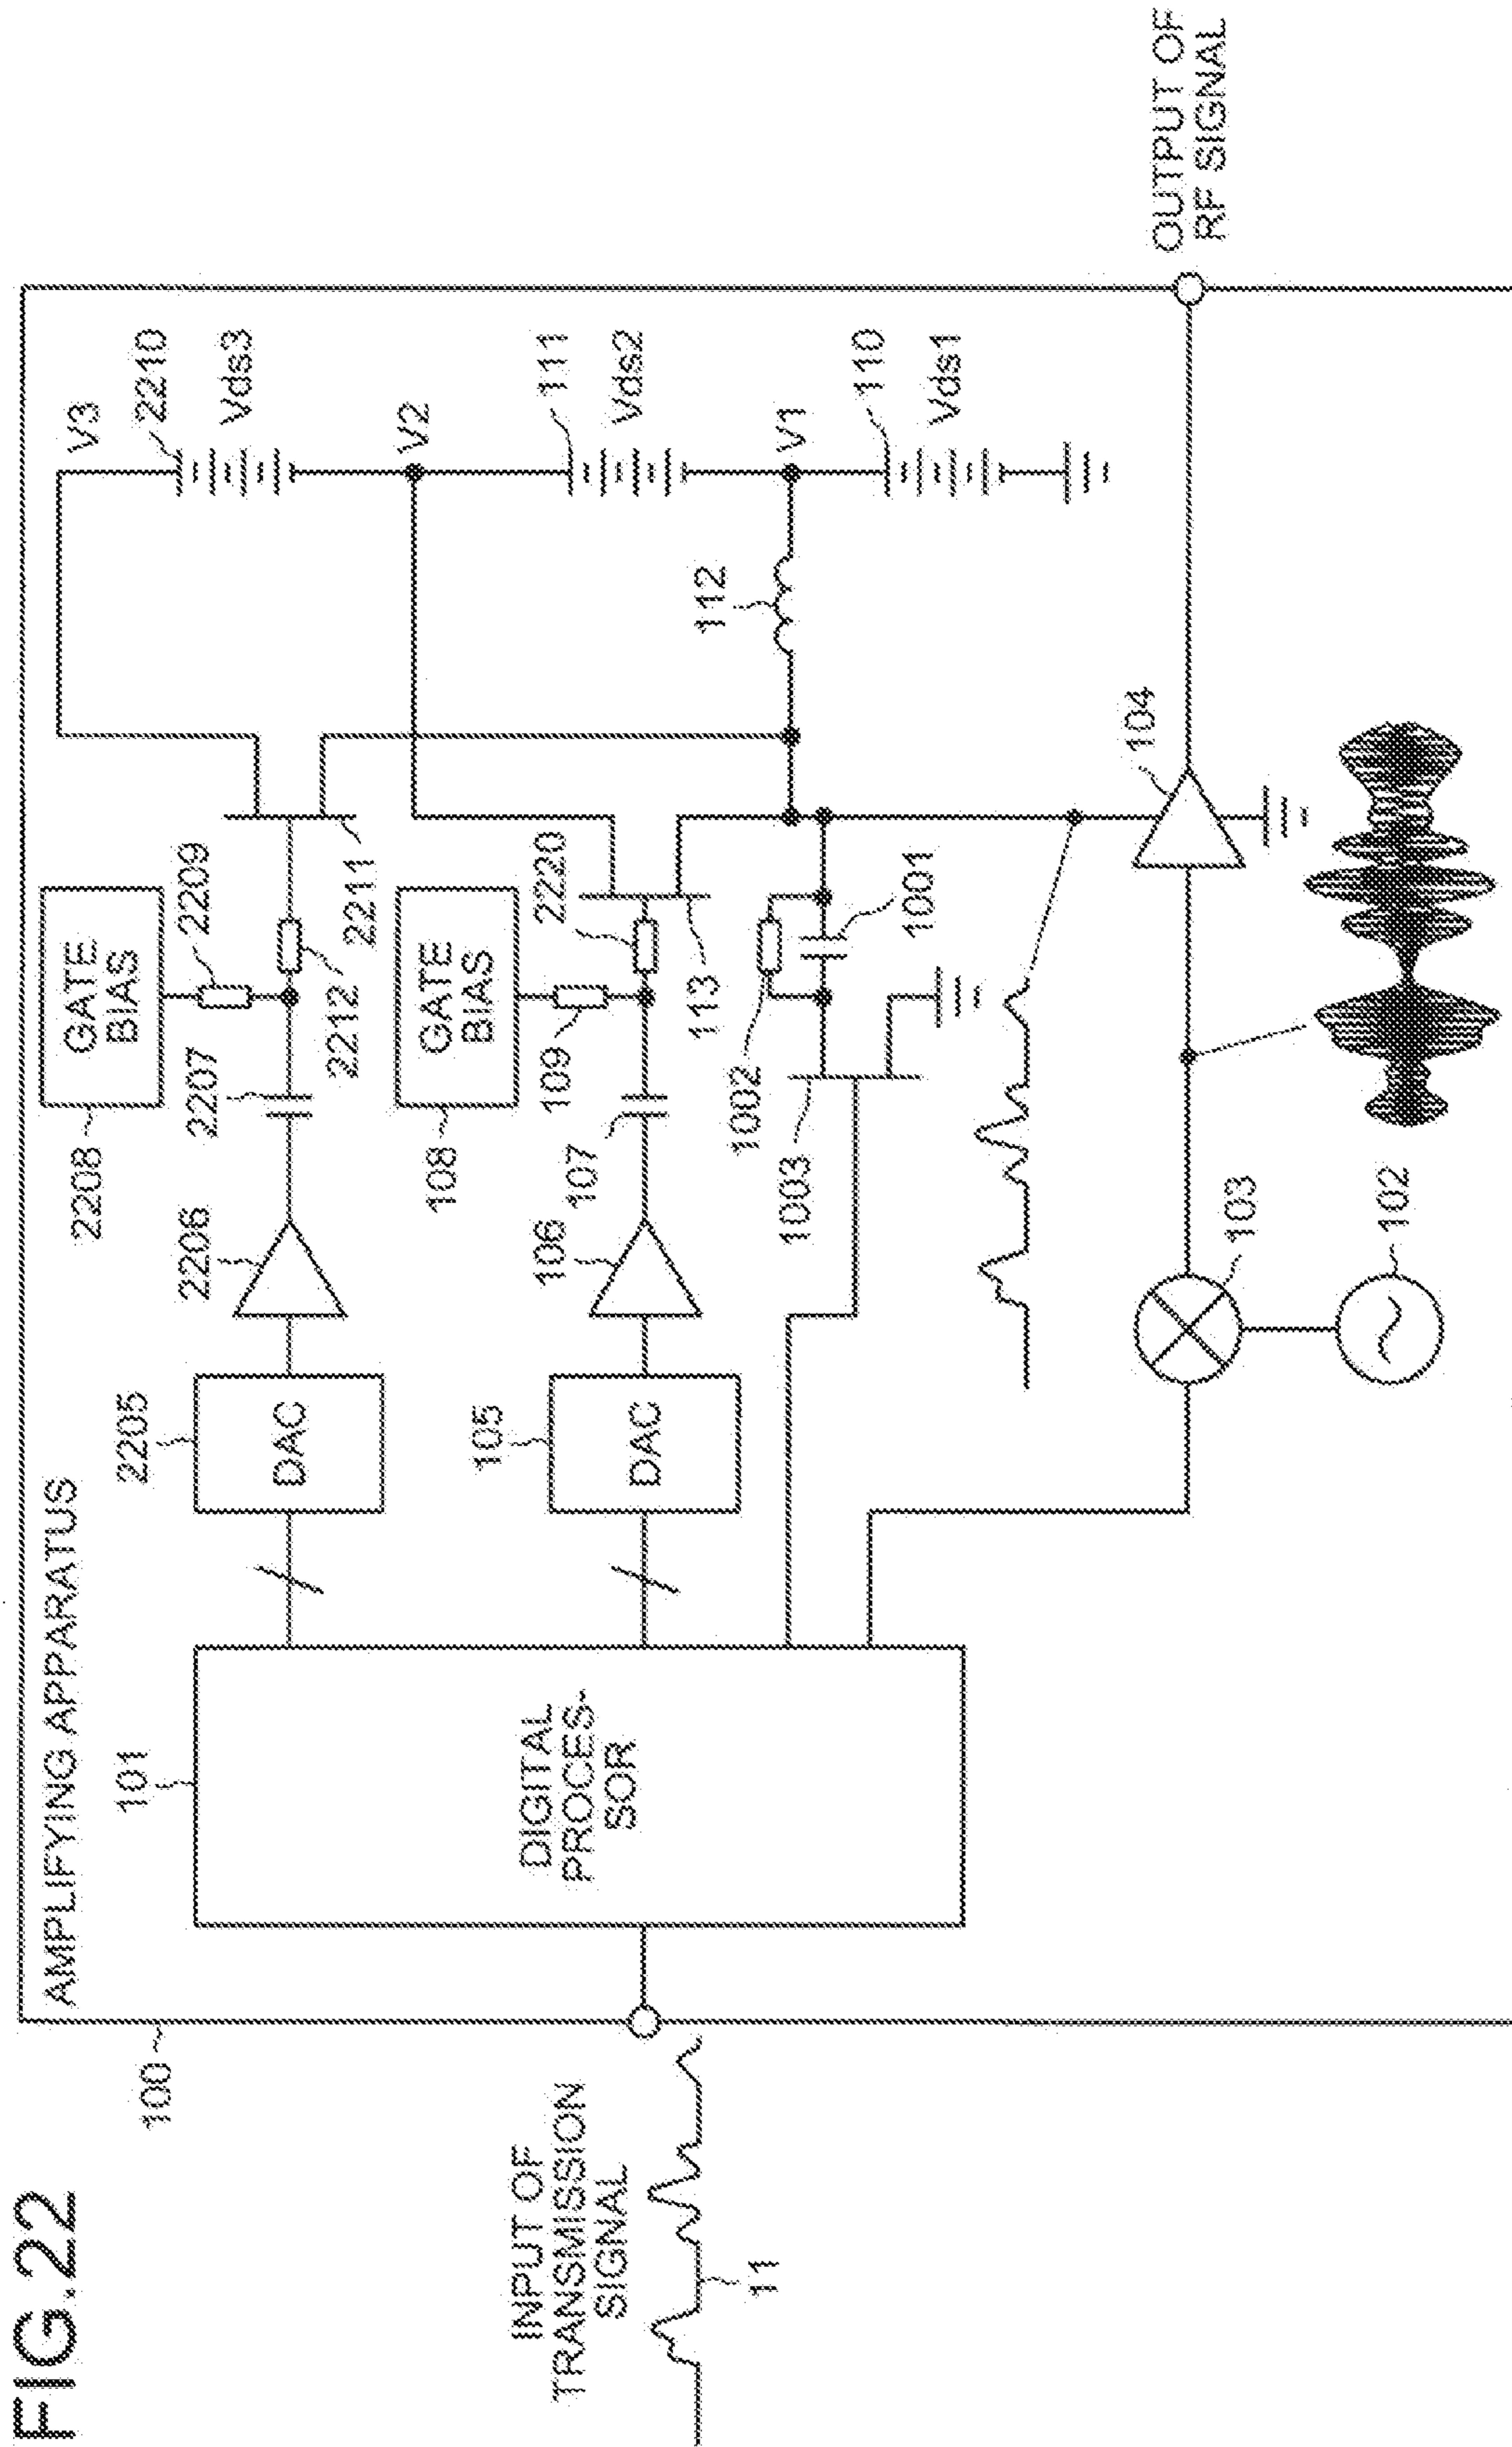 FIG.22
100
AMPLIFYING APPARATUS
INPUT OF
TRANSMISSION
SIGNAL
11
101
DIGITAL
PROCES-
SOR
2205
DAC
2206
2207
2208
GATE
BIAS
2209
2212
2211
V3
2210
Vds3
105
DAC
106
107
108
GATE
BIAS
109
2220
113
V2
111
Vds2
1003
1002
1001
112
V1
110
Vds1
103
102
104
OUTPUT OF
RF SIGNAL